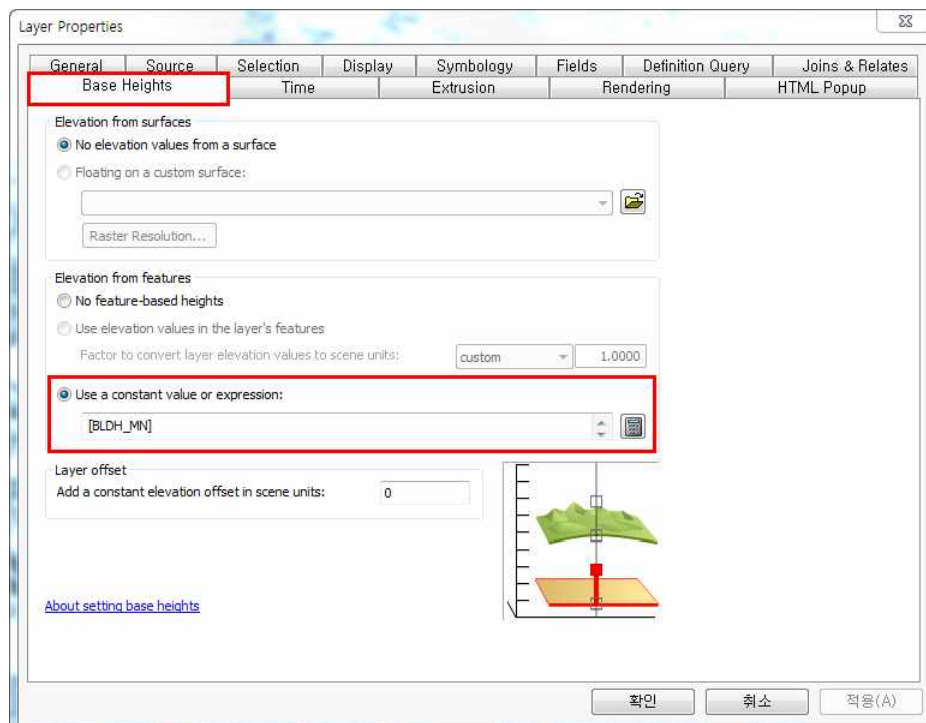 Layer Properties
General Source Selection Display Symbology Fields Definition Query Joins & Relates
Base Heights Time Extrusion Rendering HTML Popup
Elevation from surfaces
No elevation values from a surface
Floating on a custom surface:
Raster Resolution...
Elevation from features
No feature-based heights
Use elevation values in the layer's features
Factor to convert layer elevation values to scene units: custom 1.0000
Use a constant value or expression:
[BLDH_MN]
Layer offset
Add a constant elevation offset in scene units: 0
About setting base heights
확인 취소 적용(A)